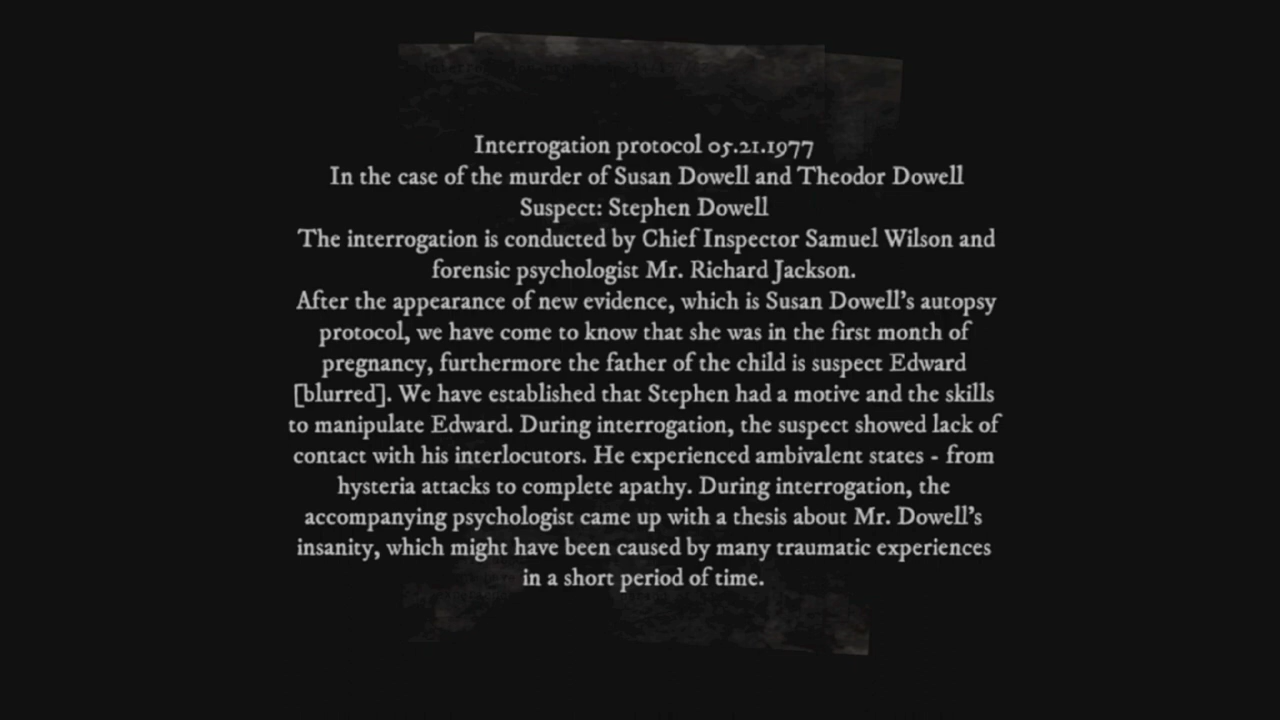 Interrogation protocol 05.21.1977
In the case of the murder of Susan Dowell and Theodor Dowell
Suspect: Stephen Dowell
The interrogation is conducted by Chief Inspector Samuel Wilson and
forensic psychologist Mr. Richard Jackson.
After the appearance of new evidence, which is Susan Dowell's autopsy
protocol, we have come to know that she was in the first month of
pregnancy, furthermore the father of the child is suspect Edward
[blurred]. We have established that Stephen had a motive and the skills
to manipulate Edward. During interrogation, the suspect showed lack of
contact with his interlocutors. He experienced ambivalent states - from
hysteria attacks to complete apathy. During interrogation, the
accompanying psychologist came up with a thesis about Mr. Dowell's
insanity, which might have been caused by many traumatic experiences
in a short period of time.